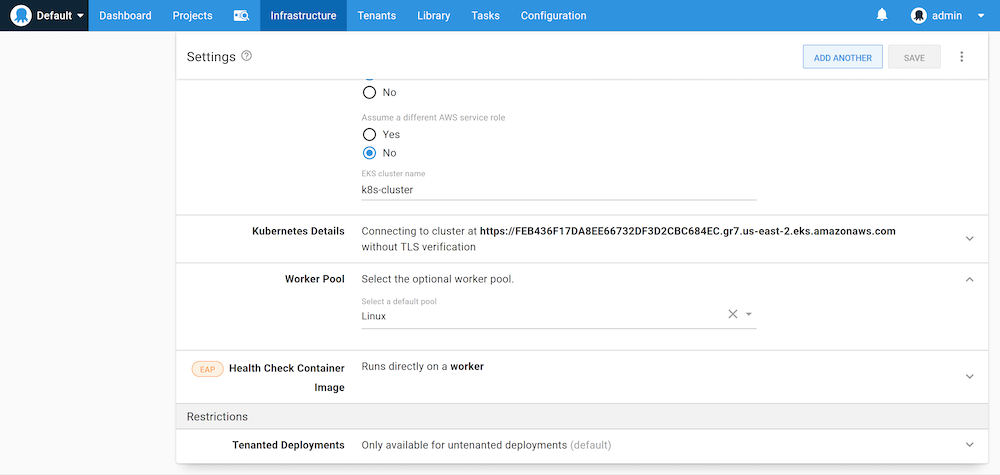 Default Dashboard Projects Infrastructure Tenants Library Tasks Configuration admin
Settings ? ADD ANOTHER SAVE
No
Assume a different AWS service role
Yes
No
EKS cluster name
k8s-cluster
Kubernetes Details Connecting to cluster at https://FEB436F17DA8EE66732DF3D2CBC684EC.gr7.us-east-2.eks.amazonaws.com
without TLS verification
Worker Pool Select the optional worker pool.
Select a default pool
Linux
EAP Health Check Container Runs directly on a worker
Image
Restrictions
Tenanted Deployments Only available for untenanted deployments (default)